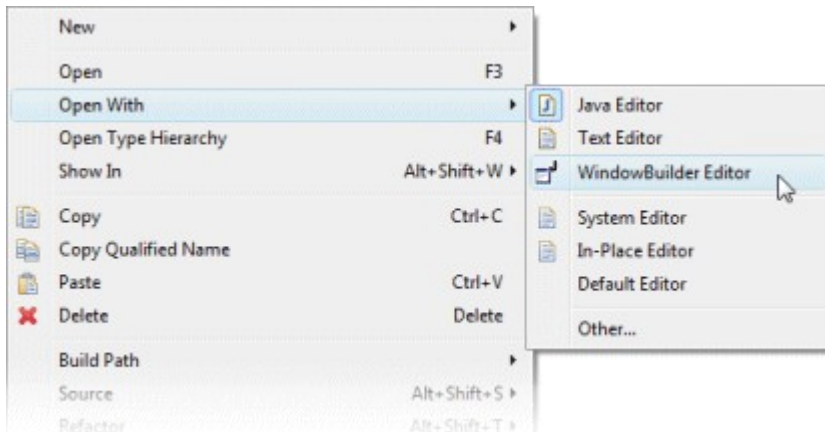 New
Open F3
Open With
Open Type Hierarchy F4
Show In Alt+Shift+W
Copy Ctrl+C
Copy Qualified Name
Paste Ctrl+V
Delete Delete
Build Path
Source Alt+Shift+S
Refactor Alt+Shift+T
Java Editor
Text Editor
WindowBuilder Editor
System Editor
In-Place Editor
Default Editor
Other...